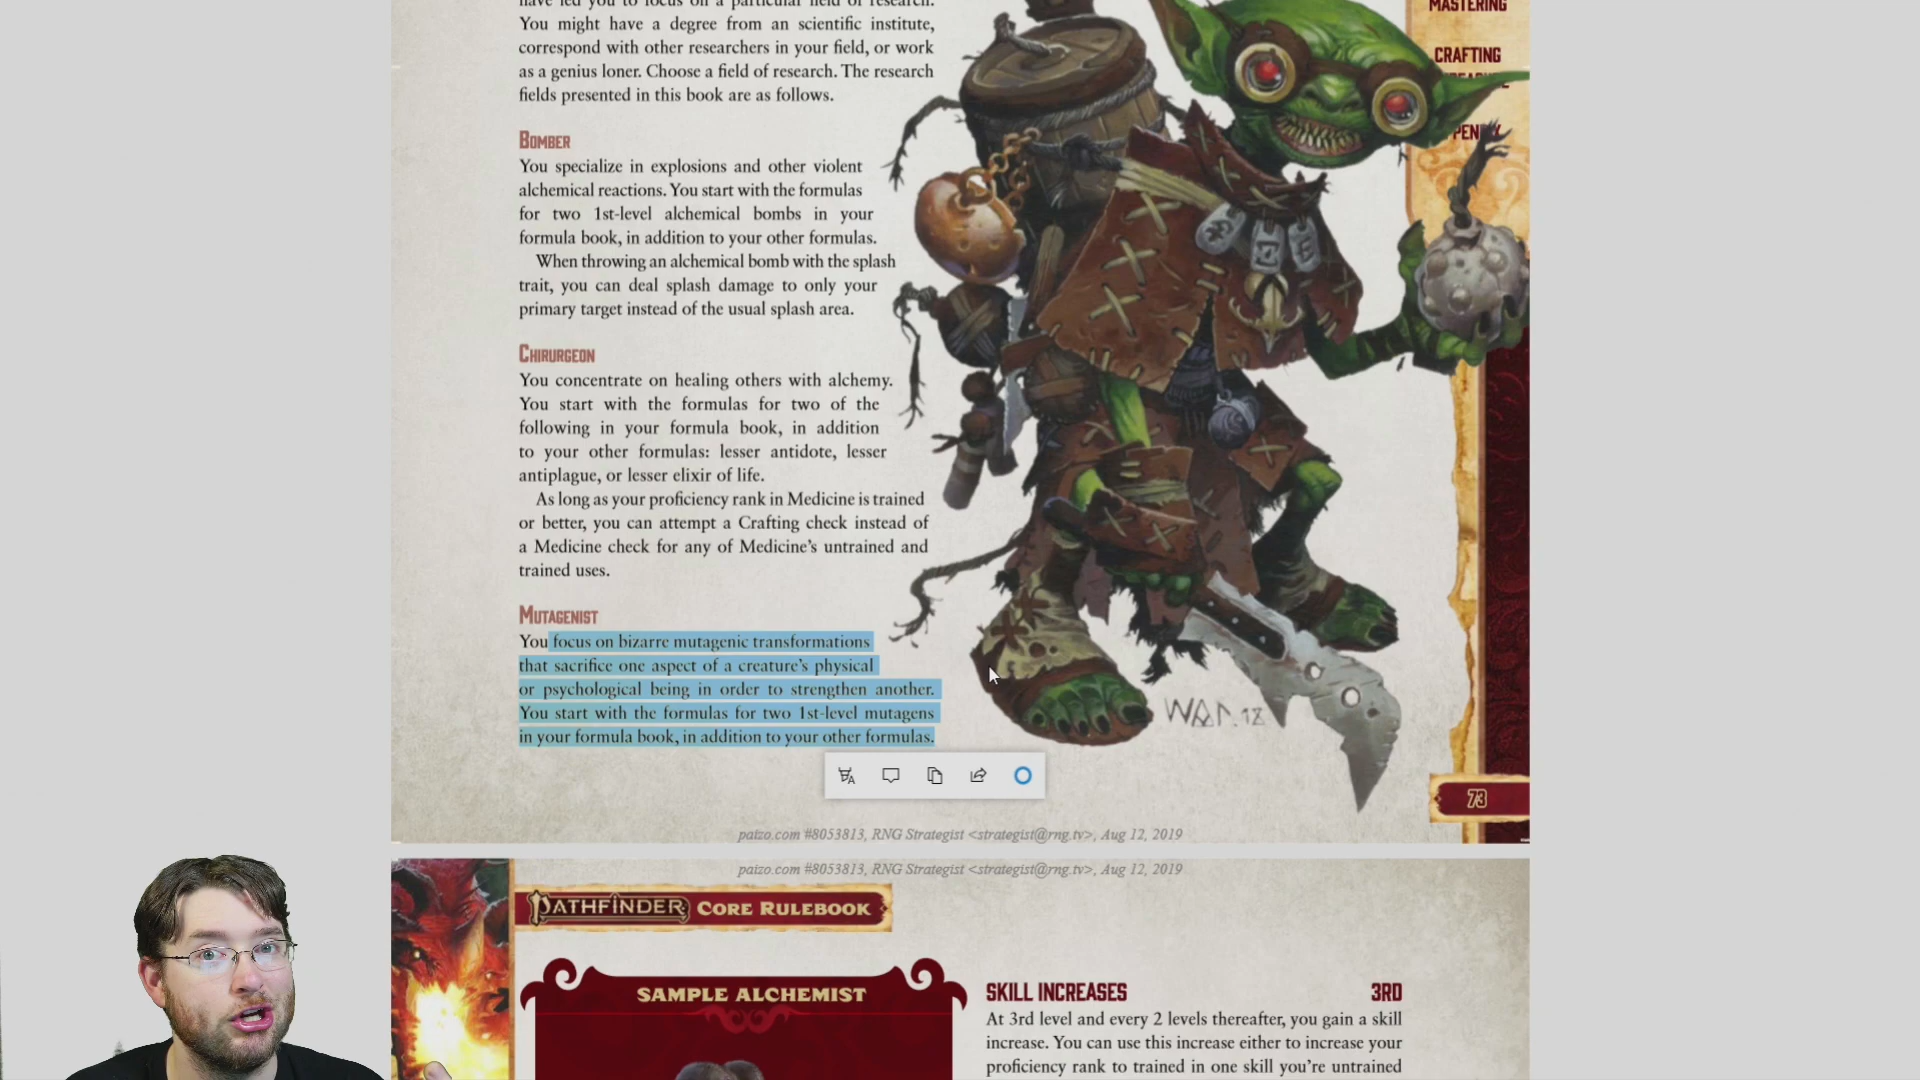 have led you to focus on a particular field of research.
You might have a degree from an scientific institute,
correspond with other researchers in your field, or work
as a genius loner. Choose a field of research. The research
fields presented in this book are as follows.
BOMBER
You specialize in explosions and other violent
alchemical reactions. You start with the formulas
for two 1st-level alchemical bombs in your
formula book, in addition to your other formulas.
When throwing an alchemical bomb with the splash
trait, you can deal splash damage to only your
primary target instead of the usual splash area.
CHIRURGEON
You concentrate on healing others with alchemy.
You start with the formulas for two of the
following in your formula book, in addition
to your other formulas: lesser antidote, lesser
antiplague, or lesser elixir of life.
As long as your proficiency rank in Medicine is trained
or better, you can attempt a Crafting check instead of
a Medicine check for any of Medicine's untrained and
trained uses.
MUTAGENIST
You focus on bizarre mutagenic transformations
that sacrifice one aspect of a creature's physical
or psychological being in order to strengthen another.
You start with the formulas for two 1st-level mutagens
in your formula book, in addition to your other formulas.
MASTERING
CRAFTING
WAR.18
73
paizo.com #8053813, RNG Strategist <strategist@rng.tv>, Aug 12, 2019
paizo.com #8053813, RNG Strategist <strategist@rng.tv>, Aug 12, 2019
PATHFINDER CORE RULEBOOK
SAMPLE ALCHEMIST
SKILL INCREASES 3RD
At 3rd level and every 2 levels thereafter, you gain a skill
increase. You can use this increase either to increase your
proficiency rank to trained in one skill you're untrained